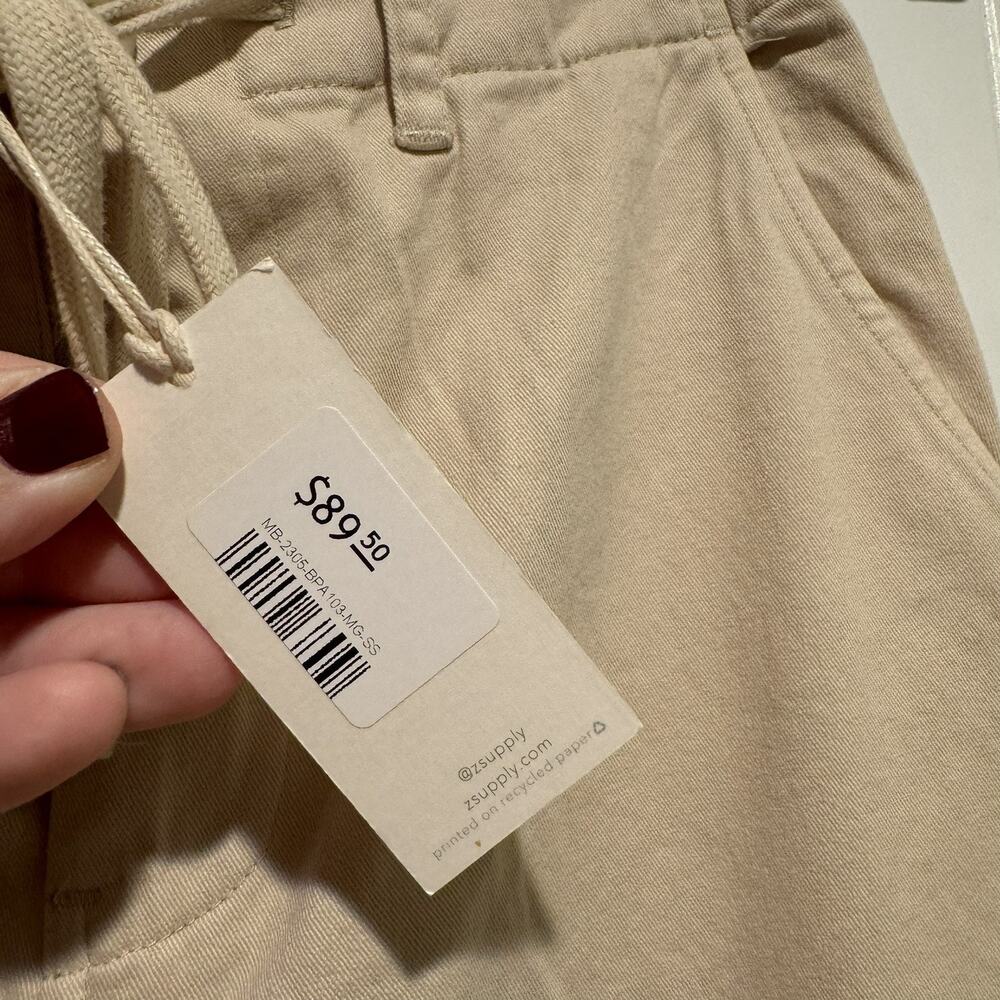 $89.50
MB-2305-BPA103-MG-SS
@zsupply
zsupply.com
printed on recycled paper